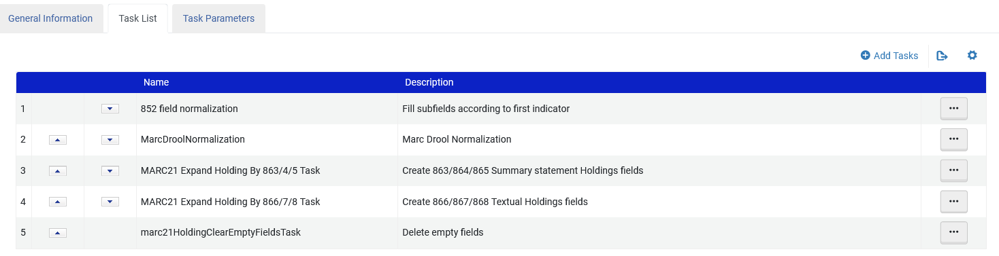 General Information Task List Task Parameters
Add Tasks
Name Description
1 852 field normalization Fill subfields according to first indicator
2 MarcDroolNormalization Marc Drool Normalization
3 MARC21 Expand Holding By 863/4/5 Task Create 863/864/865 Summary statement Holdings fields
4 MARC21 Expand Holding By 866/7/8 Task Create 866/867/868 Textual Holdings fields
5 marc21HoldingClearEmptyFieldsTask Delete empty fields